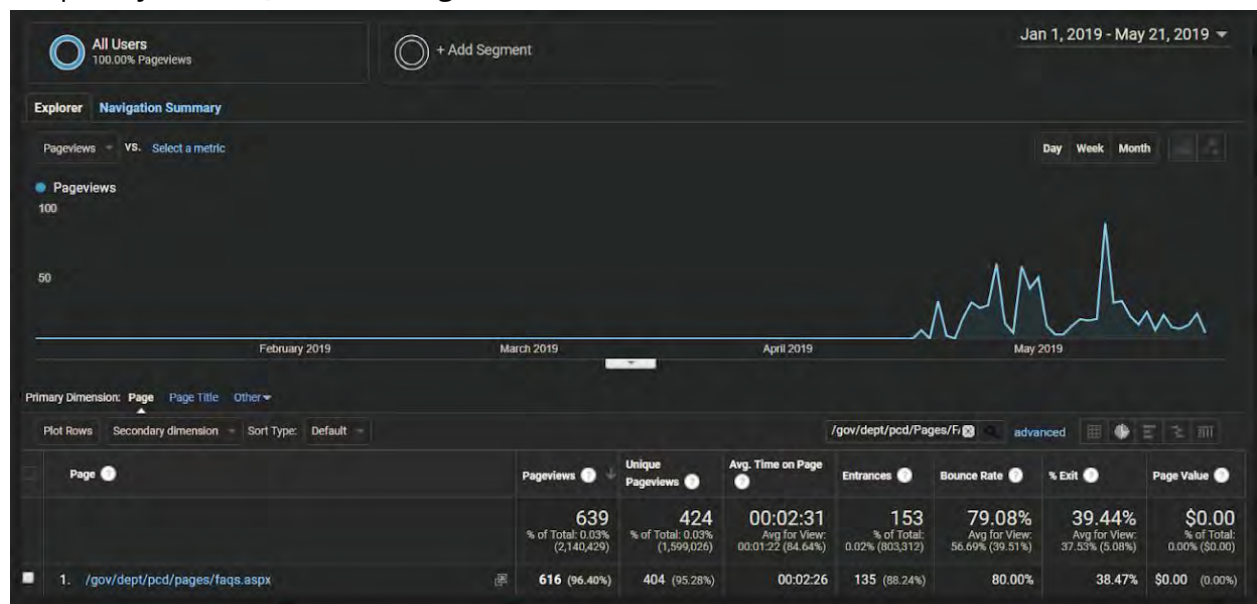 All Users
100.00% Pageviews
+ Add Segment
Jan 1, 2019 - May 21, 2019
Explorer Navigation Summary
Pageviews VS. Select a metric
Day Week Month
Pageviews
100
50
February 2019 March 2019 April 2019 May 2019
Primary Dimension: Page Page Title Other
Plot Rows Secondary dimension Sort Type: Default
/gov/dept/pcd/Pages/F advanced
Page Pageviews Unique Pageviews Avg. Time on Page Entrances Bounce Rate % Exit Page Value
639 424 00:02:31 153 79.08% 39.44% $0.00
% of Total: 0.03% % of Total: 0.03% Avg for View: % of Total: Avg for View: Avg for View: % of Total:
(2,140,429) (1,599,026) 00:01:22 (84.64%) 0.02% (803,312) 56.69% (39.51%) 37.53% (5.08%) 0.00% ($0.00)
1. /gov/dept/pcd/pages/faqs.aspx 616 (96.40%) 404 (95.28%) 00:02:26 135 (88.24%) 80.00% 38.47% $0.00 (0.00%)